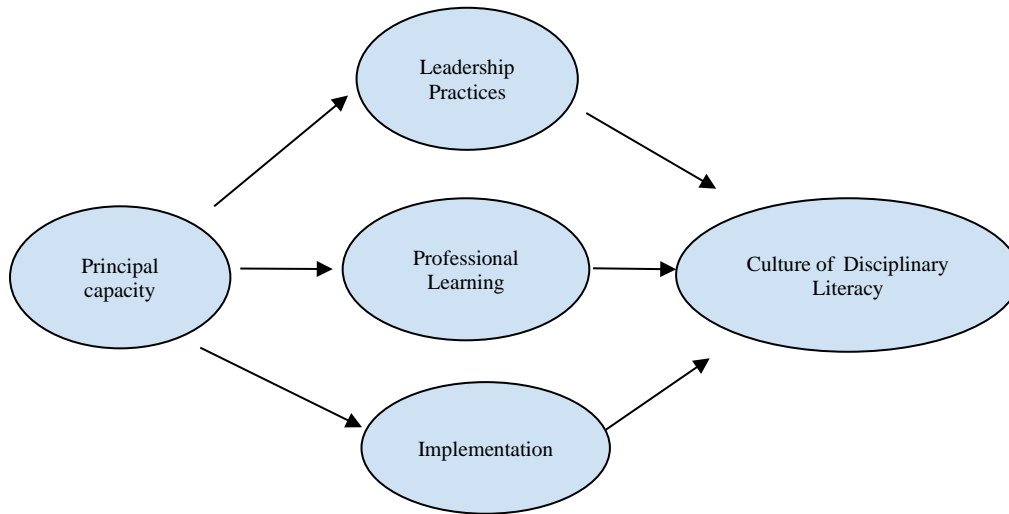 Leadership
Practices
Principal
capacity
Professional
Learning
Culture of Disciplinary
Literacy
Implementation